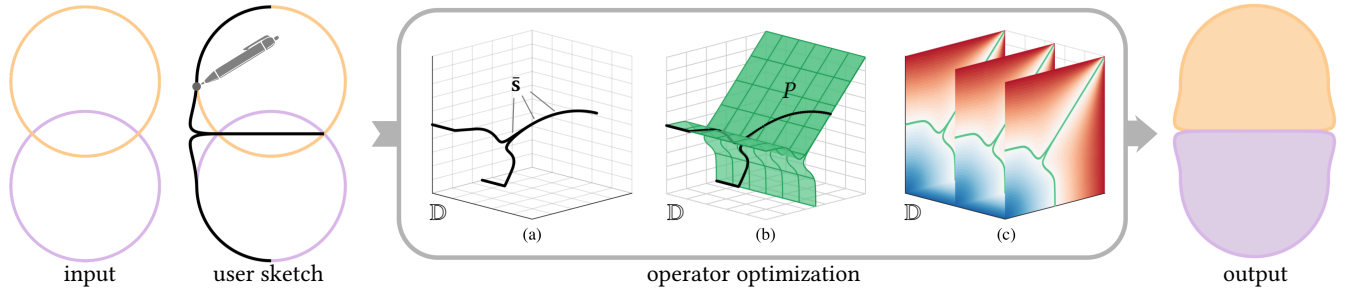 s̄
P
𝔻
𝔻
𝔻
(a)
(b)
(c)
input
user sketch
operator optimization
output